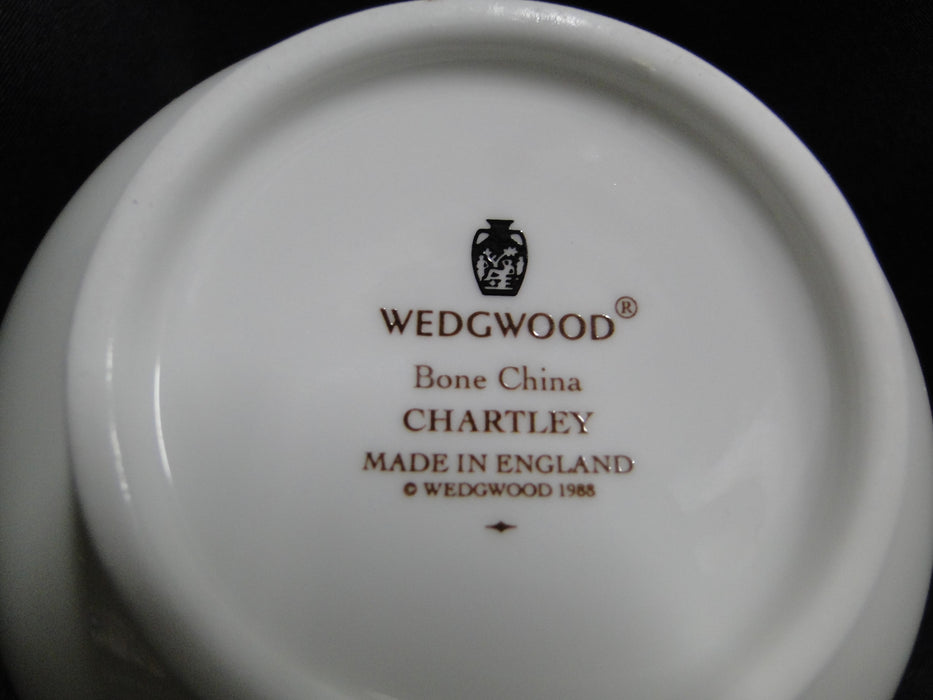 WEDGWOOD®
Bone China
CHARTLEY
MADE IN ENGLAND
© WEDGWOOD 1988